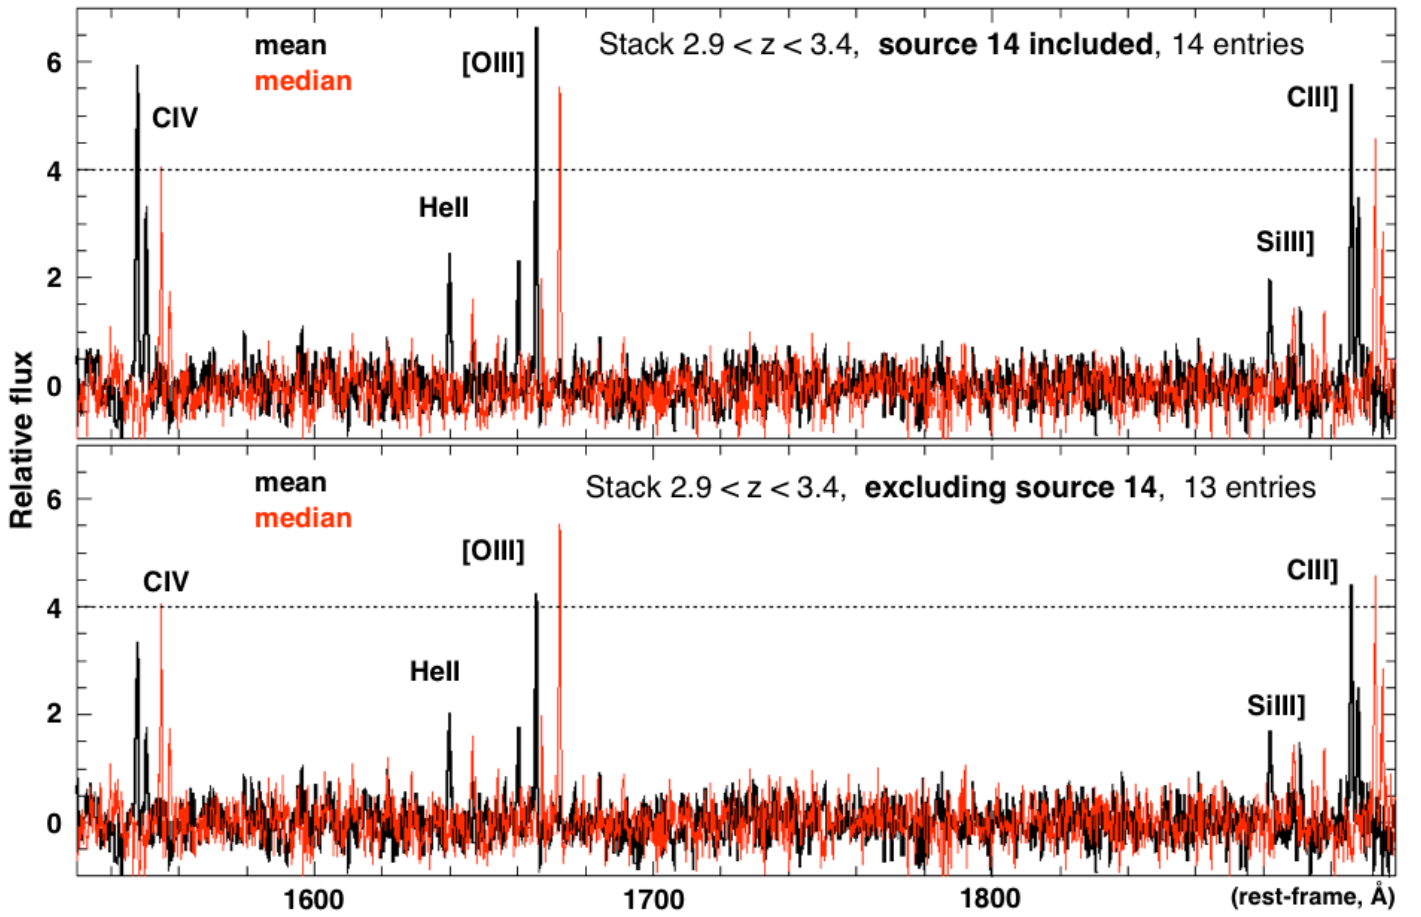 mean
median
Stack 2.9 < z < 3.4, source 14 included, 14 entries
[OIII]
CIV
CIII]
HeII
SiIII]
6
4
2
0
Relative flux
mean
median
Stack 2.9 < z < 3.4, excluding source 14, 13 entries
[OIII]
CIV
CIII]
HeII
SiIII]
6
4
2
0
1600
1700
1800
(rest-frame, Å)